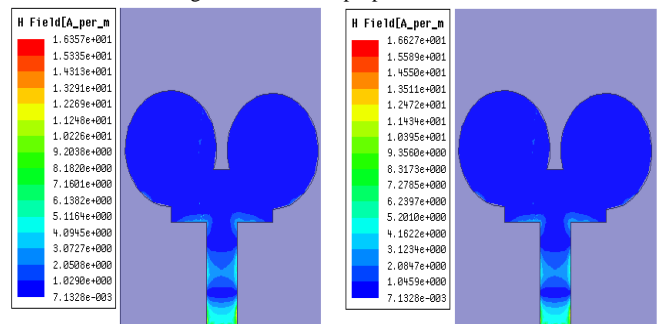 H Field[A_per_m
1.6357e+001
1.5335e+001
1.4313e+001
1.3291e+001
1.2269e+001
1.1248e+001
1.0226e+001
9.2038e+000
8.1820e+000
7.1601e+000
6.1382e+000
5.1164e+000
4.0945e+000
3.0727e+000
2.0508e+000
1.0290e+000
7.1328e-003
H Field[A_per_m
1.6627e+001
1.5589e+001
1.4550e+001
1.3511e+001
1.2472e+001
1.1434e+001
1.0395e+001
9.3560e+000
8.3173e+000
7.2785e+000
6.2397e+000
5.2010e+000
4.1622e+000
3.1234e+000
2.0847e+000
1.0459e+000
7.1328e-003